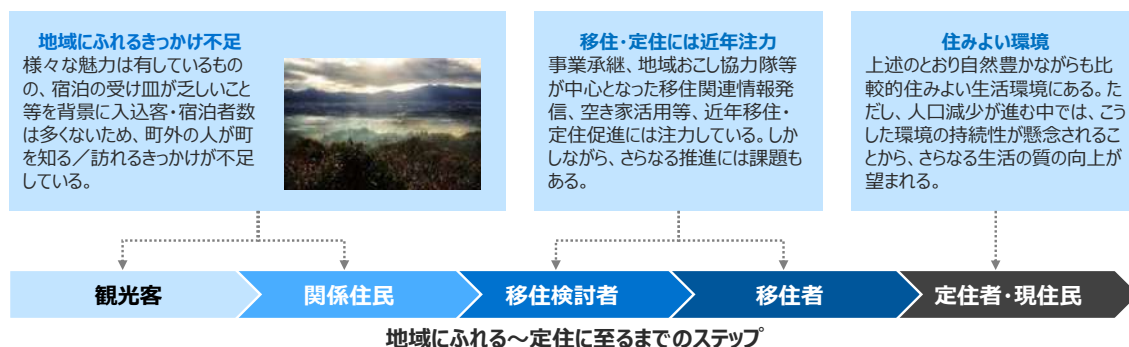 地域にふれるきっかけ不足
様々な魅力は有しているもの
の、宿泊の受け皿が乏しいこと
等を背景に入込客・宿泊者数
は多くないため、町外の人が町
を知る／訪れるきっかけが不足
している。
移住・定住には近年注力
事業承継、地域おこし協力隊等
が中心となった移住関連情報発
信、空き家活用等、近年移住・
定住促進には注力している。しか
しながら、さらなる推進には課題も
ある。
住みよい環境
上述のとおり自然豊かながらも比
較的住みよい生活環境にある。た
だし、人口減少が進む中では、こう
した環境の持続性が懸念されるこ
とから、さらなる生活の質の向上が
望まれる。
観光客
関係住民
移住検討者
移住者
定住者・現住民
地域にふれる～定住に至るまでのステップ